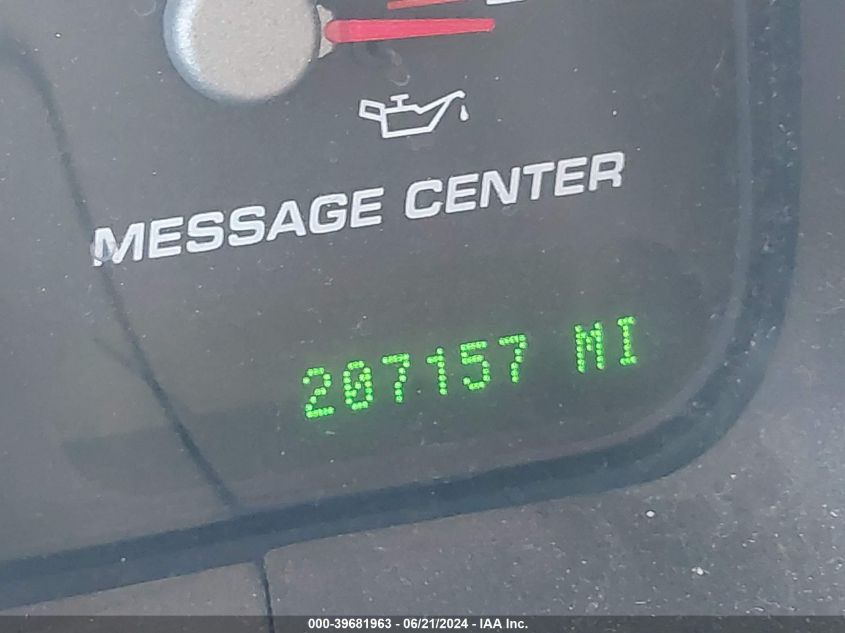 MESSAGE CENTER
207157 MI
000-39681963 - 06/21/2024 - IAA Inc.